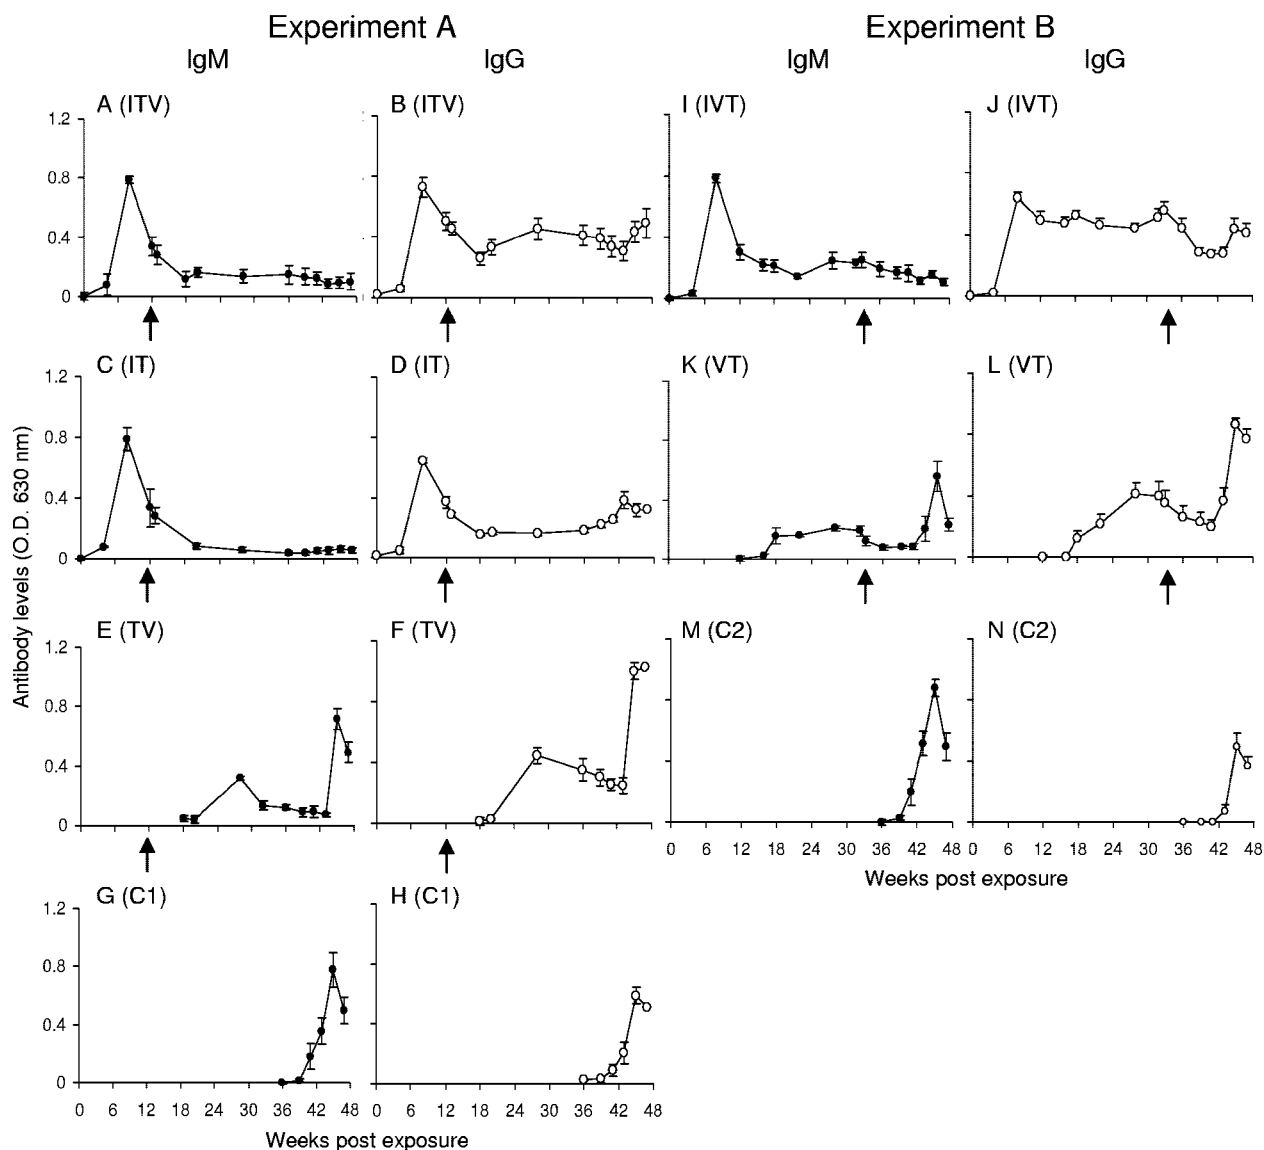 Experiment A
Experiment B
IgM
IgG
IgM
IgG
A (ITV)
B (ITV)
I (IVT)
J (IVT)
1.2
0.8
0.4
0
C (IT)
D (IT)
K (VT)
L (VT)
1.2
0.8
0.4
0
Antibody levels (O.D. 630 nm)
E (TV)
F (TV)
M (C2)
N (C2)
1.2
0.8
0.4
0
0 6 12 18 24 30 36 42 48
0 6 12 18 24 30 36 42 48
Weeks post exposure
G (C1)
H (C1)
1.2
0.8
0.4
0
0 6 12 18 24 30 36 42 48
0 6 12 18 24 30 36 42 48
Weeks post exposure